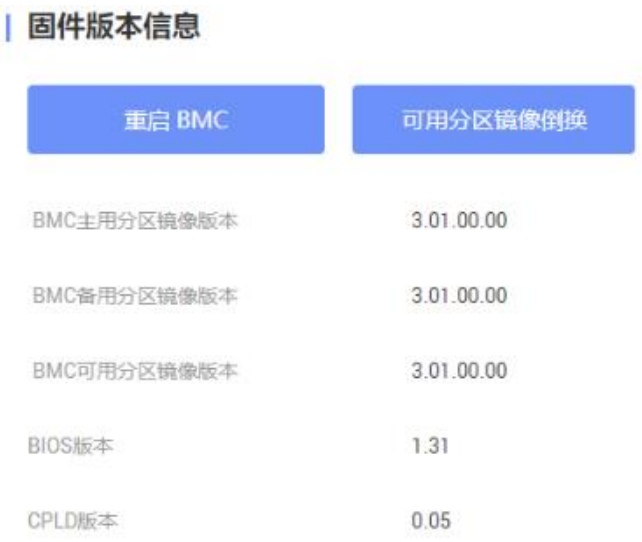 固件版本信息
重启 BMC 可用分区镜像倒换
BMC主用分区镜像版本 3.01.00.00
BMC备用分区镜像版本 3.01.00.00
BMC可用分区镜像版本 3.01.00.00
BIOS版本 1.31
CPLD版本 0.05